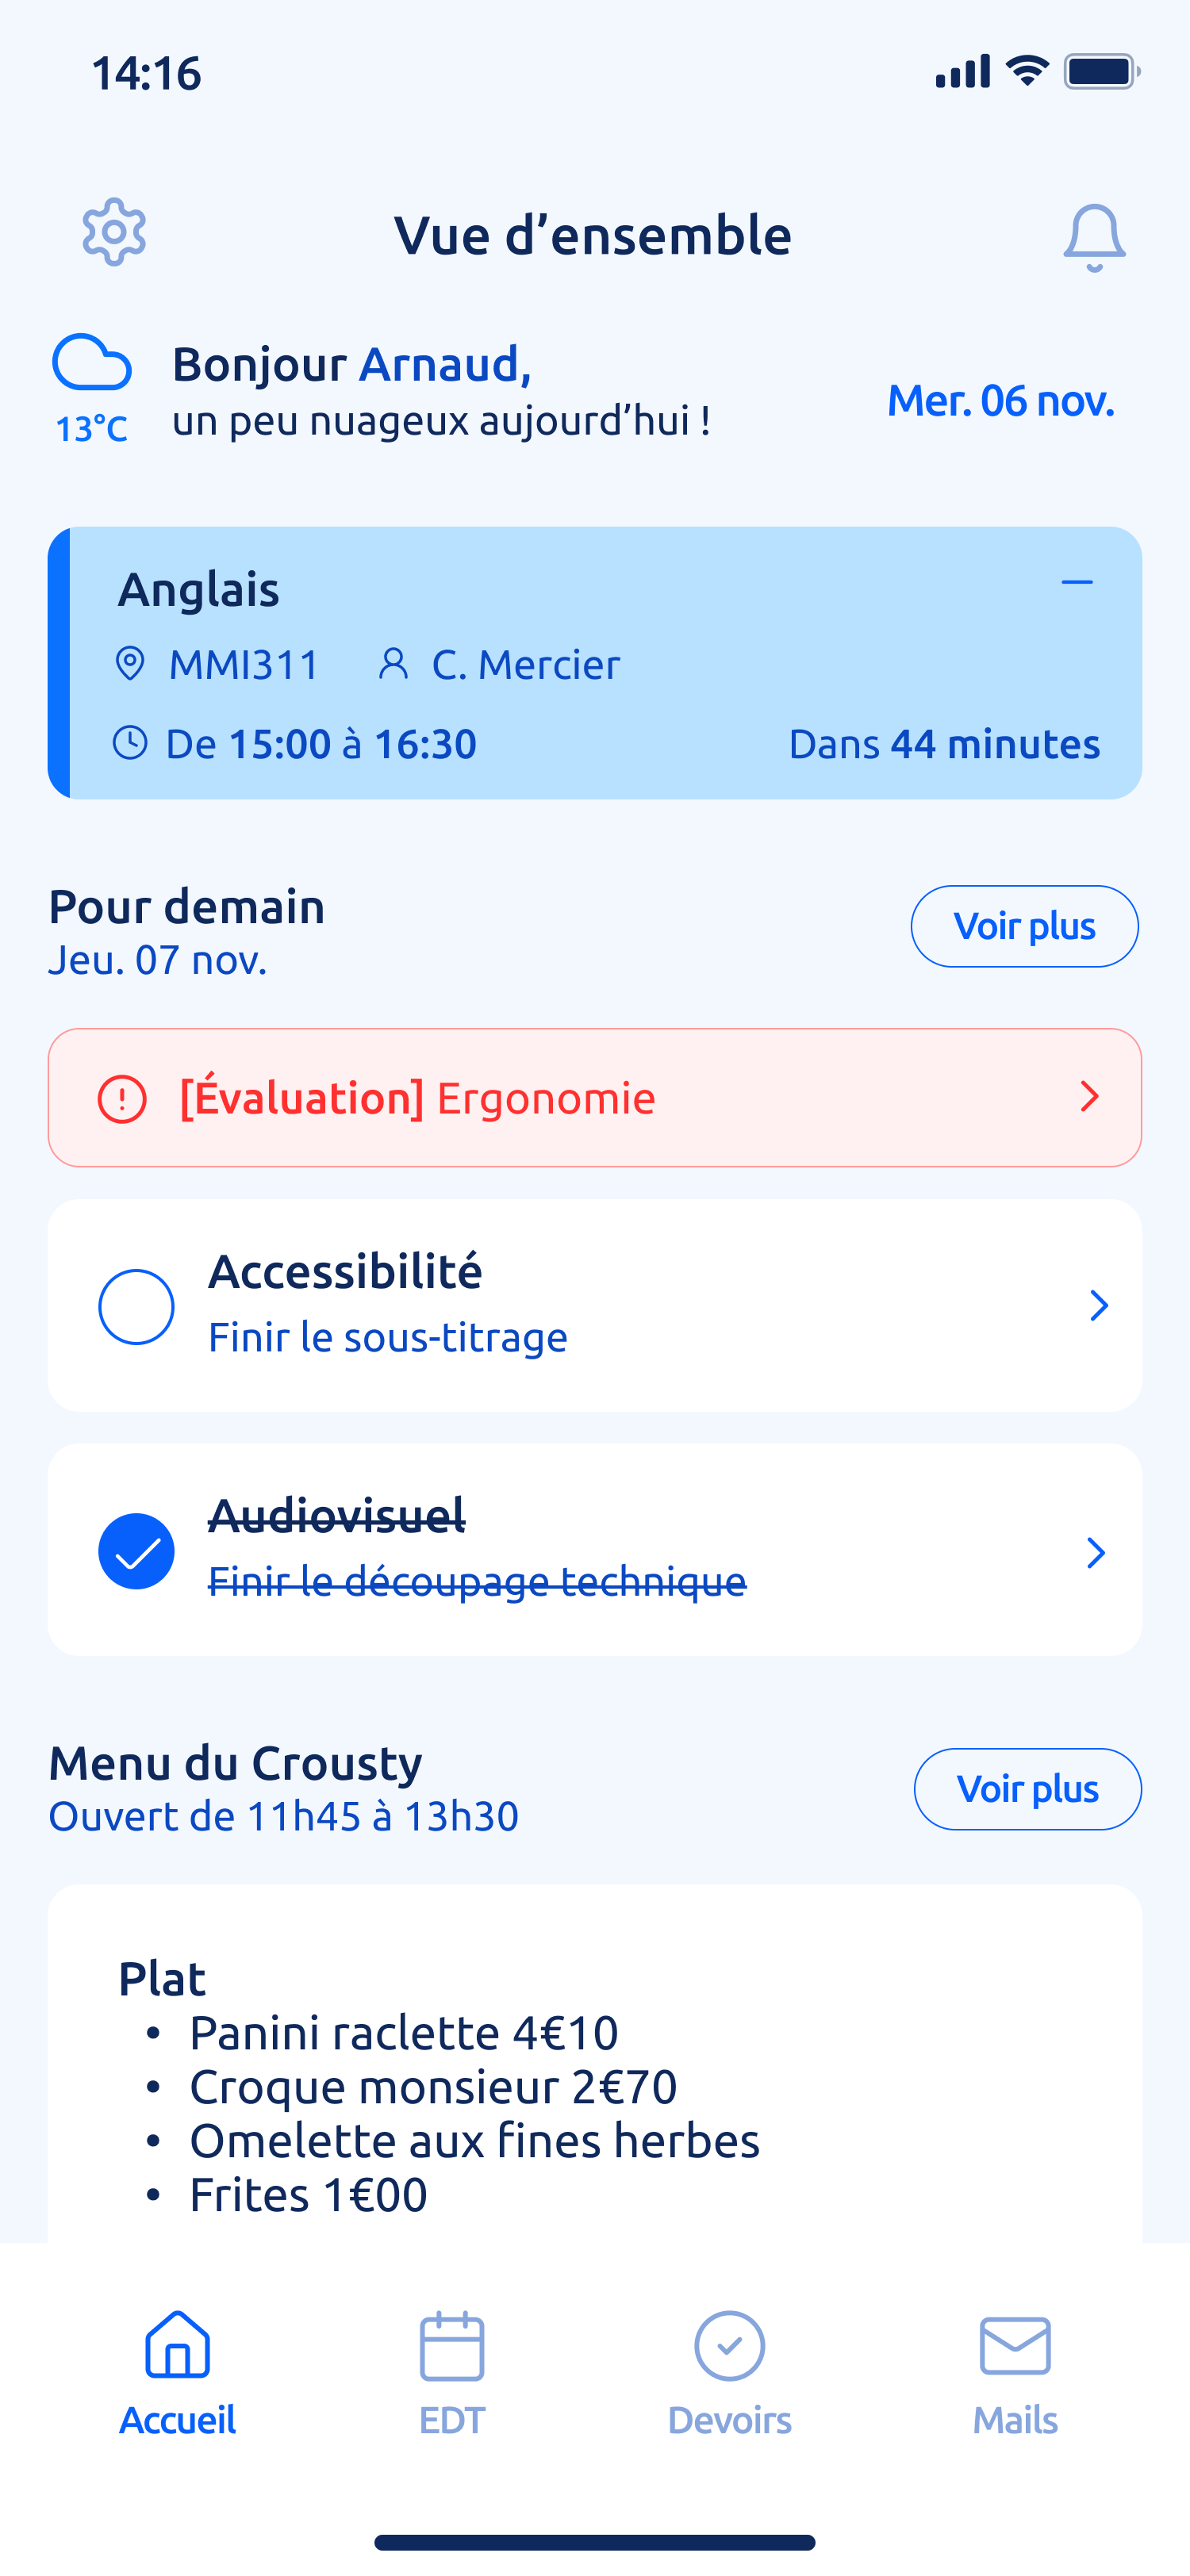 14:16
Vue d’ensemble
Bonjour Arnaud,
un peu nuageux aujourd’hui !
13°C
Mer. 06 nov.
Anglais
MMI311 C. Mercier
De 15:00 à 16:30 Dans 44 minutes
Pour demain
Jeu. 07 nov.
Voir plus
[Évaluation] Ergonomie
Accessibilité
Finir le sous-titrage
Audiovisuel
Finir le découpage technique
Menu du Crousty
Ouvert de 11h45 à 13h30
Voir plus
Plat
• Panini raclette 4€10
• Croque monsieur 2€70
• Omelette aux fines herbes
• Frites 1€00
Accueil EDT Devoirs Mails